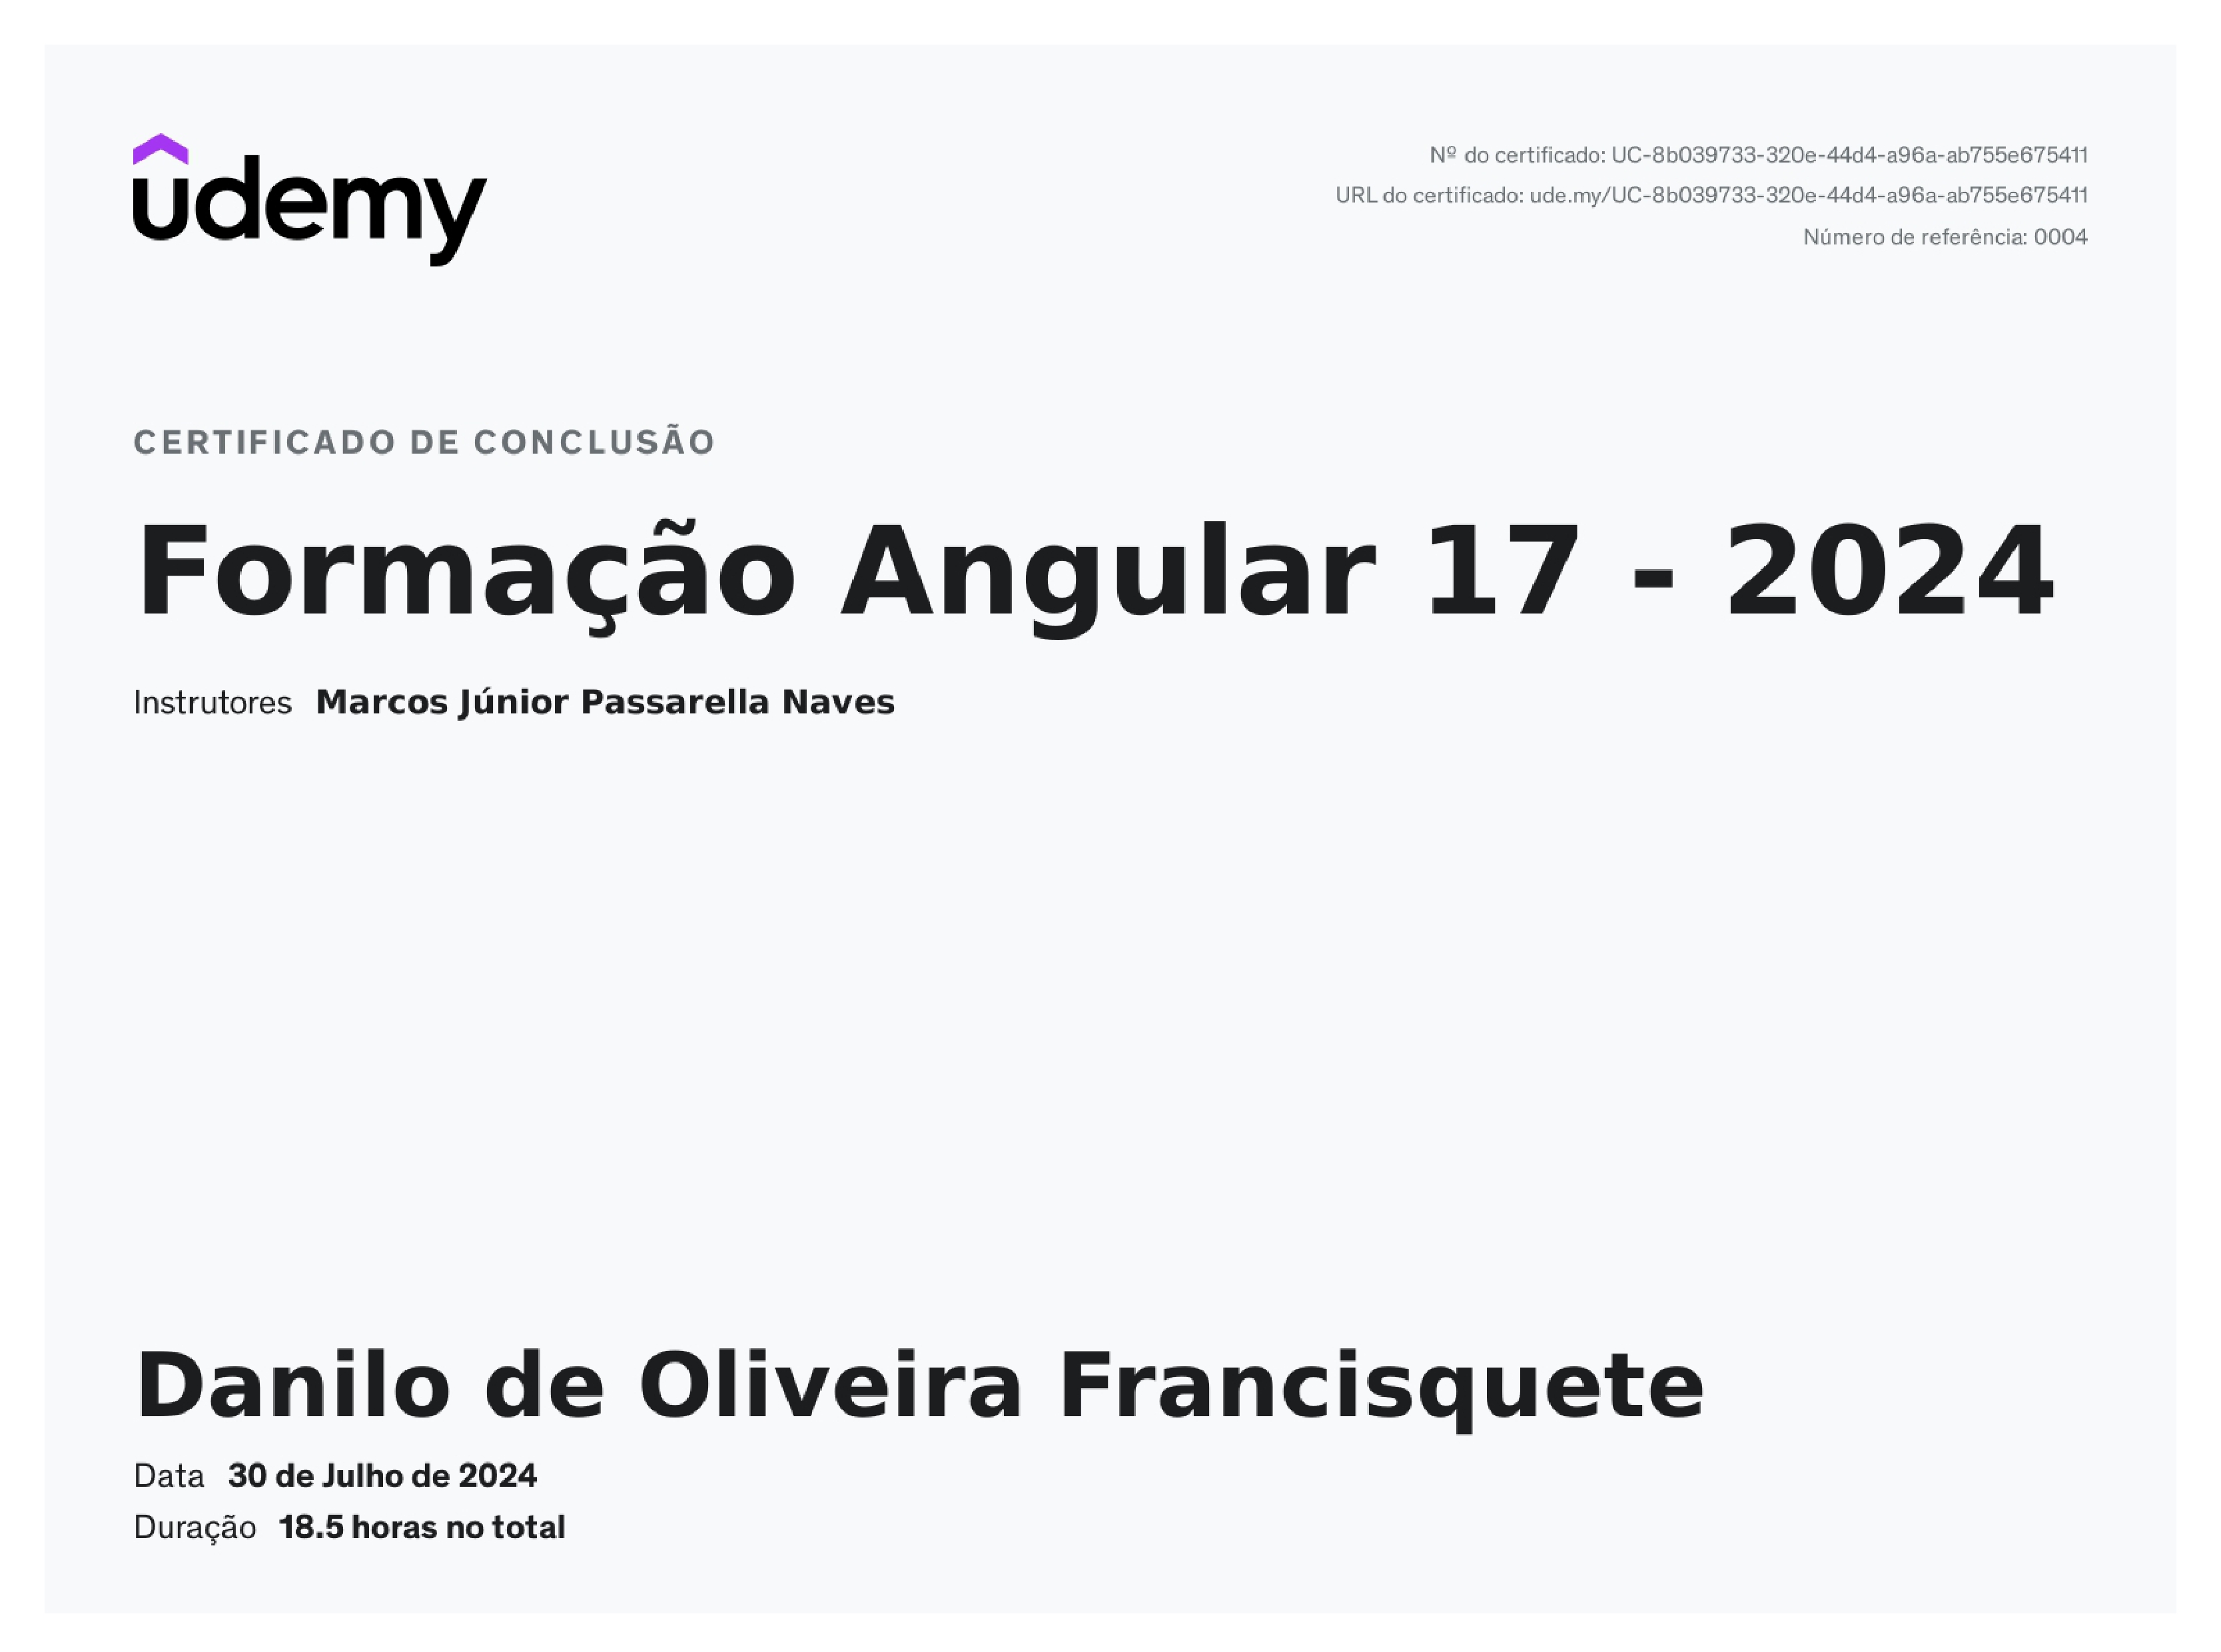 udemy
Nº do certificado: UC-8b039733-320e-44d4-a96a-ab755e675411
URL do certificado: ude.my/UC-8b039733-320e-44d4-a96a-ab755e675411
Número de referência: 0004
CERTIFICADO DE CONCLUSÃO
Formação Angular 17 - 2024
Instrutores Marcos Júnior Passarella Naves
Danilo de Oliveira Francisquete
Data 30 de Julho de 2024
Duração 18.5 horas no total